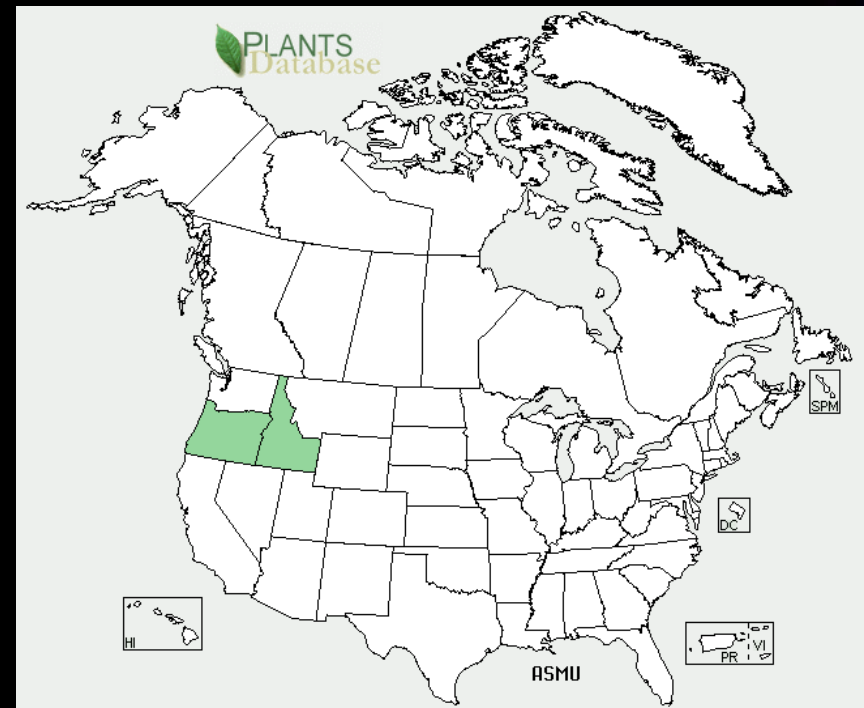 PLANTS
Database
SPM
DC
HI
PR VI
ASMU